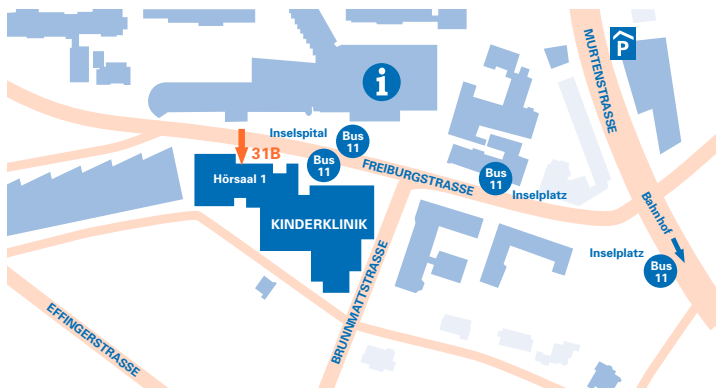 MURTENSTRASSE
P
i
Inselspital
Bus
11
31B
Bus
11
FREIBURGSTRASSE
Hörsaal 1
Bus
11
Inselplatz
KINDERKLINIK
Bahnhof
Inselplatz
Bus
11
BRUNNMATTSTRASSE
EFFINGERSTRASSE